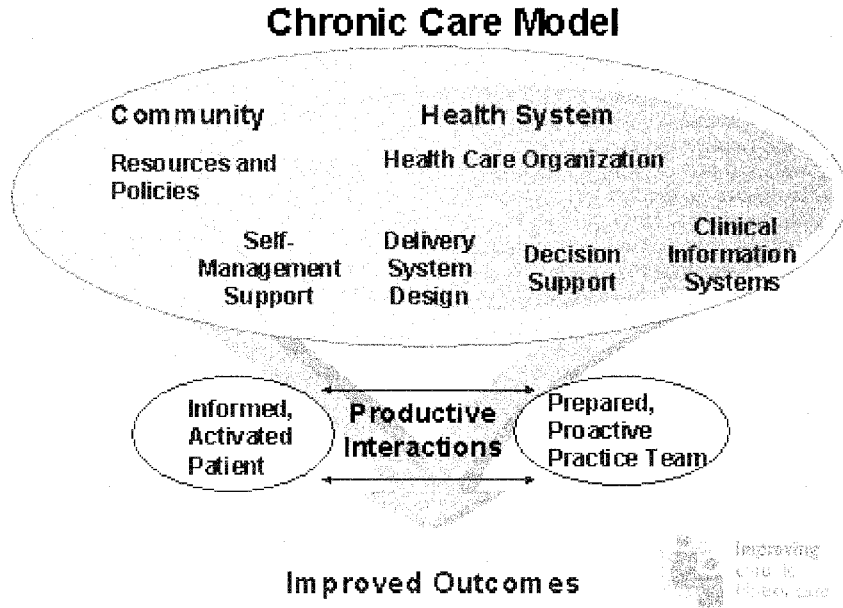 Chronic Care Model
Community
Resources and
Policies
Health System
Health Care Organization
Self-
Management
Support
Delivery
System
Design
Decision
Support
Clinical
Information
Systems
Informed,
Activated
Patient
Productive
Interactions
Prepared,
Proactive
Practice Team
Improved Outcomes
Improving